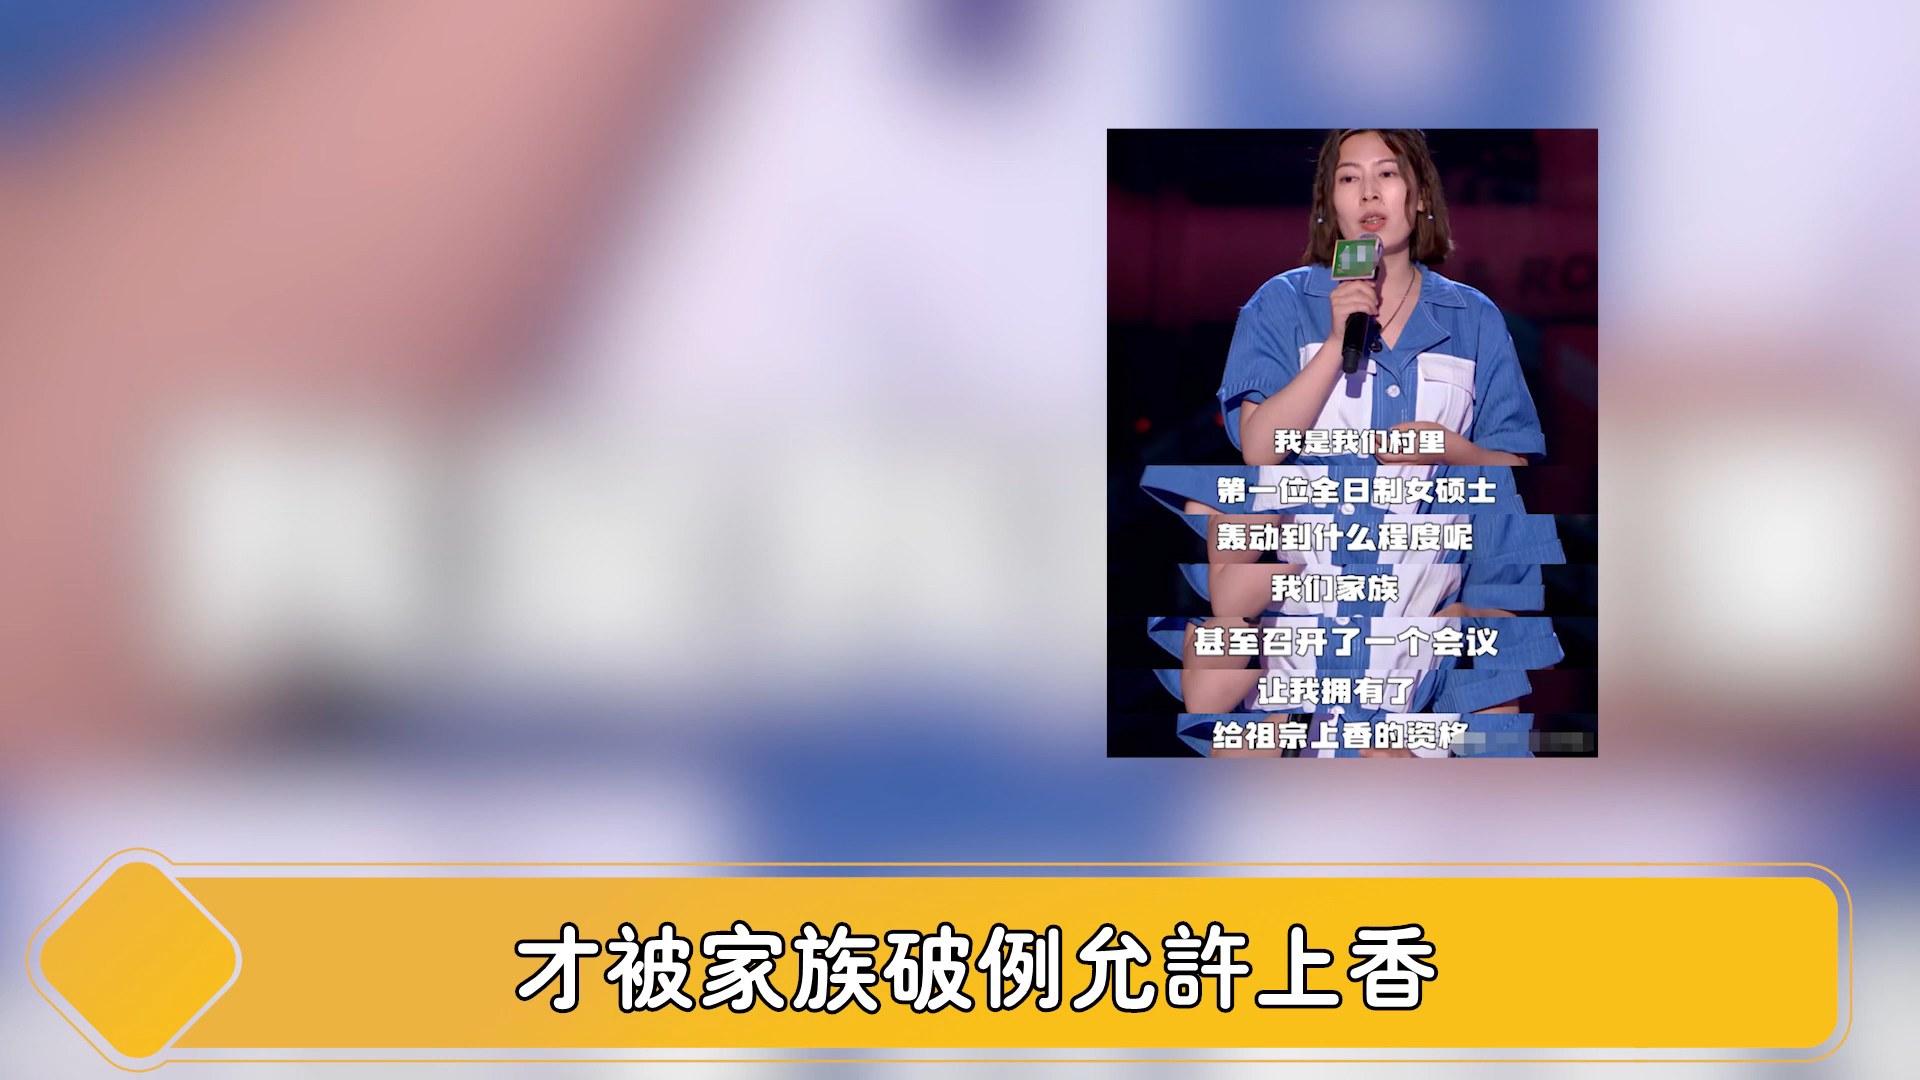 我是我们村里
第一位全日制女硕士
轰动到什么程度呢
我们家族
甚至召开了一个会议
让我拥有了
给祖宗上香的资格
才被家族破例允許上香